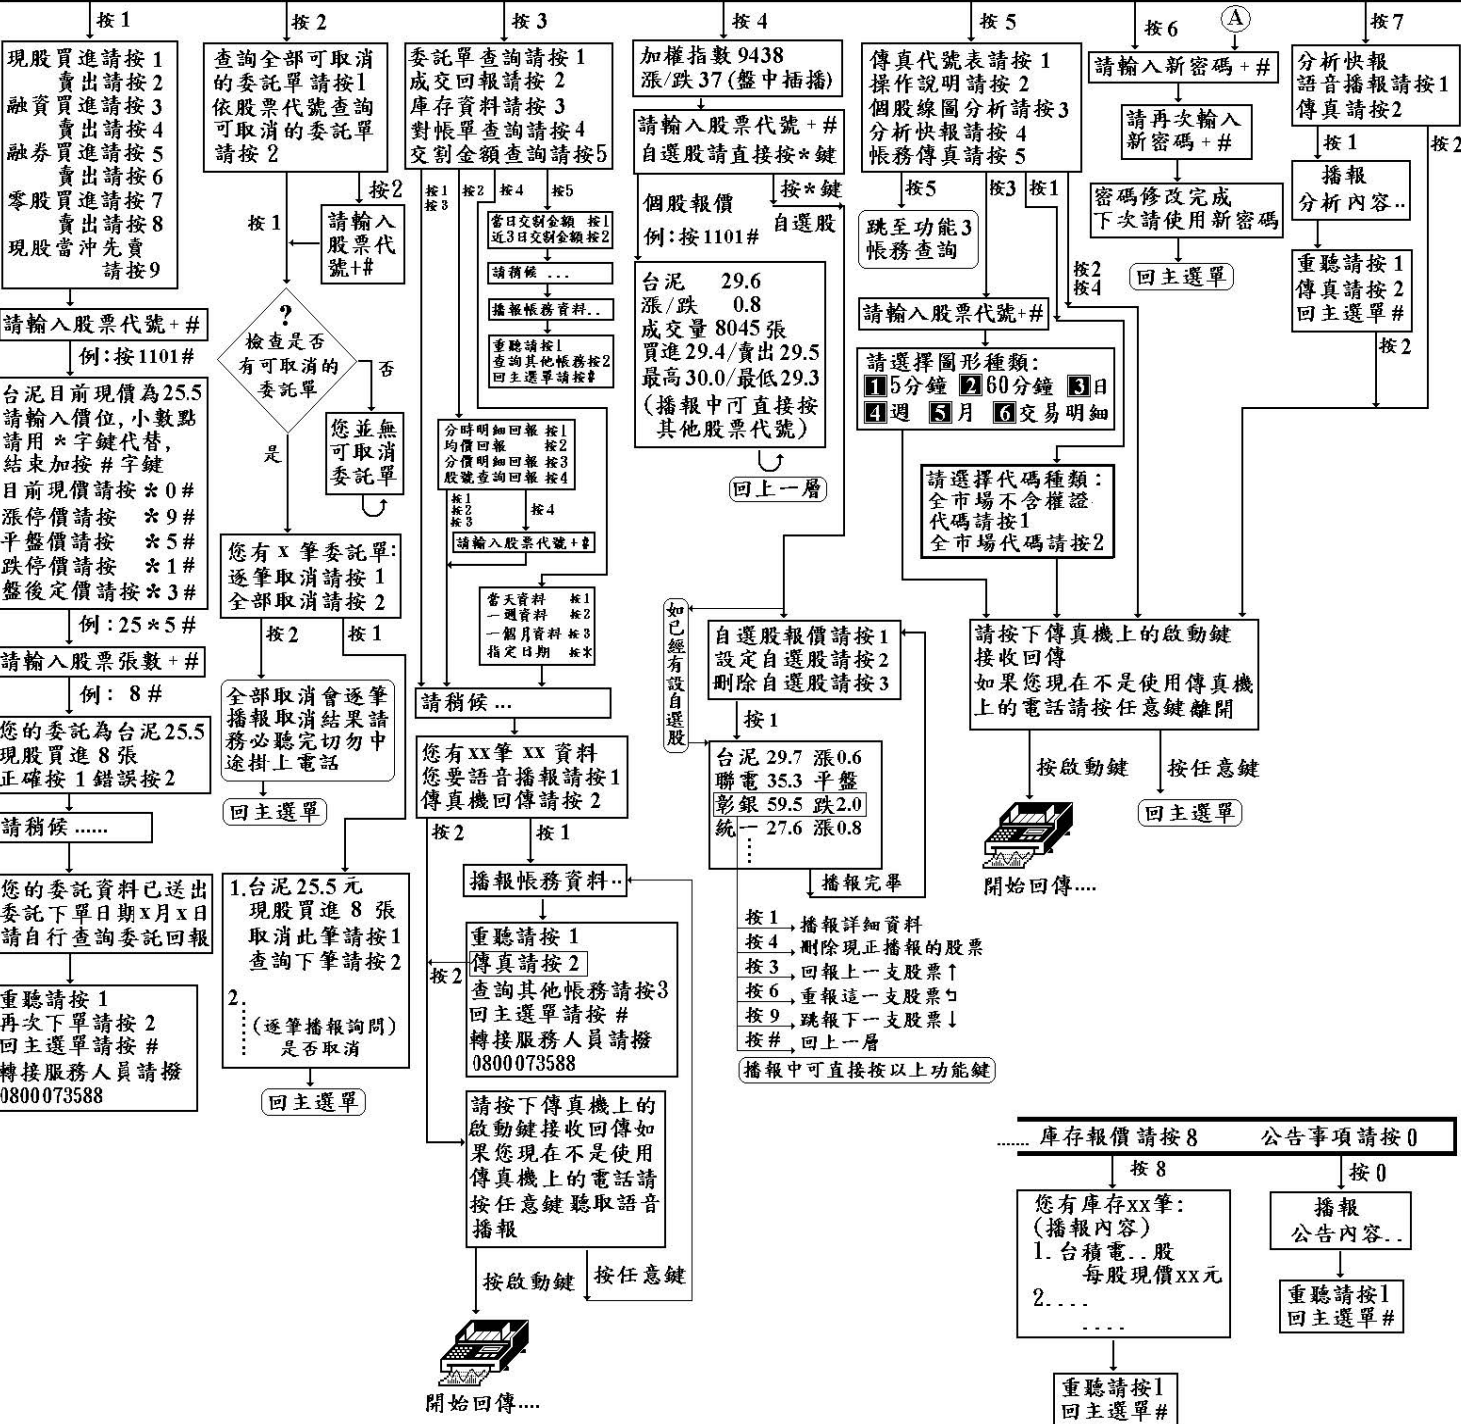 按1
現股買進請按1
賣出請按2
融資買進請按3
賣出請按4
融券買進請按5
賣出請按6
零股買進請按7
賣出請按8
現股當沖先賣
請按9
請輸入股票代號+#
例:按1101#
台泥目前現價為25.5
請輸入價位,小數點
請用*字鍵代替,
結束加按#字鍵
目前現價請按*0#
漲停價請按 *9#
平盤價請按 *5#
跌停價請按 *1#
盤後定價請按*3#
例:25*5#
請輸入股票張數+#
例: 8#
您的委託為台泥25.5
現股買進8張
正確按1錯誤按2
請稍候......
您的委託資料已送出
委託下單日期x月x日
請自行查詢委託回報
重聽請按1
再次下單請按2
回主選單請按#
轉接服務人員請撥
0800073588
按2
查詢全部可取消
的委託單請按1
依股票代號查詢
可取消的委託單
請按2
按1
按2
請輸入
股票代
號+#
?
檢查是否
有可取消的
委託單
否
是
您並無
可取消
委託單
您有x筆委託單:
逐筆取消請按1
全部取消請按2
按2
按1
全部取消會逐筆
播報取消結果請
務必聽完切勿中
途掛上電話
回主選單
1.台泥25.5元
現股買進8張
取消此筆請按1
查詢下筆請按2
2.
(逐筆播報詢問)
是否取消
回主選單
按3
委託單查詢請按1
成交回報請按2
庫存資料請按3
對帳單查詢請按4
交割金額查詢請按5
按1
按3
按2
按4
按5
當日交割金額 按1
近3日交割金額按2
請稍候...
播報帳務資料..
重聽請按1
查詢其他帳務按2
回主選單請按#
分時明細回報 按1
均價回報 按2
分價明細回報 按3
股號查詢回報 按4
按1
按2
按3
按4
請輸入股票代號+#
當天資料 按1
一週資料 按2
一個月資料 按3
指定日期 按*
請稍候...
您有xx筆xx資料
您要語音播報請按1
傳真機回傳請按2
按2
按1
播報帳務資料..
重聽請按1
傳真請按2
查詢其他帳務請按3
回主選單請按#
轉接服務人員請撥
0800073588
按2
請按下傳真機上的
啟動鍵接收回傳如
果您現在不是使用
傳真機上的電話請
按任意鍵聽取語音
播報
按啟動鍵
按任意鍵
開始回傳....
按4
加權指數9438
漲/跌37(盤中插播)
請輸入股票代號+#
自選股請直接按*鍵
個股報價
例:按1101#
按*鍵
自選股
台泥 29.6
漲/跌 0.8
成交量8045張
買進29.4/賣出29.5
最高30.0/最低29.3
(播報中可直接按
其他股票代號)
回上一層
如已經有設自選股
自選股報價請按1
設定自選股請按2
刪除自選股請按3
按1
台泥 29.7 漲0.6
聯電 35.3 平盤
彰銀 59.5 跌2.0
統一 27.6 漲0.8
播報完畢
按1 播報詳細資料
按4 刪除現正播報的股票
按3 回報上一支股票↑
按6 重報這一支股票↰
按9 跳報下一支股票↓
按# 回上一層
播報中可直接按以上功能鍵
按5
傳真代號表請按1
操作說明請按2
個股線圖分析請按3
分析快報請按4
帳務傳真請按5
按5
按3
按1
跳至功能3
帳務查詢
按2
按4
請輸入股票代號+#
請選擇圖形種類:
1 5分鐘 2 60分鐘 3 日
4 週 5 月 6 交易明細
請選擇代碼種類:
全市場不含權證
代碼請按1
全市場代碼請按2
請按下傳真機上的啟動鍵
接收回傳
如果您現在不是使用傳真機
上的電話請按任意鍵離開
按啟動鍵
按任意鍵
回主選單
開始回傳....
按6
A
請輸入新密碼+#
請再次輸入
新密碼+#
密碼修改完成
下次請使用新密碼
回主選單
按7
分析快報
語音播報請按1
傳真請按2
按1
按2
播報
分析內容..
重聽請按1
傳真請按2
回主選單#
按2
...... 庫存報價請按8 公告事項請按0
按8
您有庫存xx筆:
(播報內容)
1.台積電..股
每股現價xx元
2....
....
重聽請按1
回主選單#
按0
播報
公告內容..
重聽請按1
回主選單#